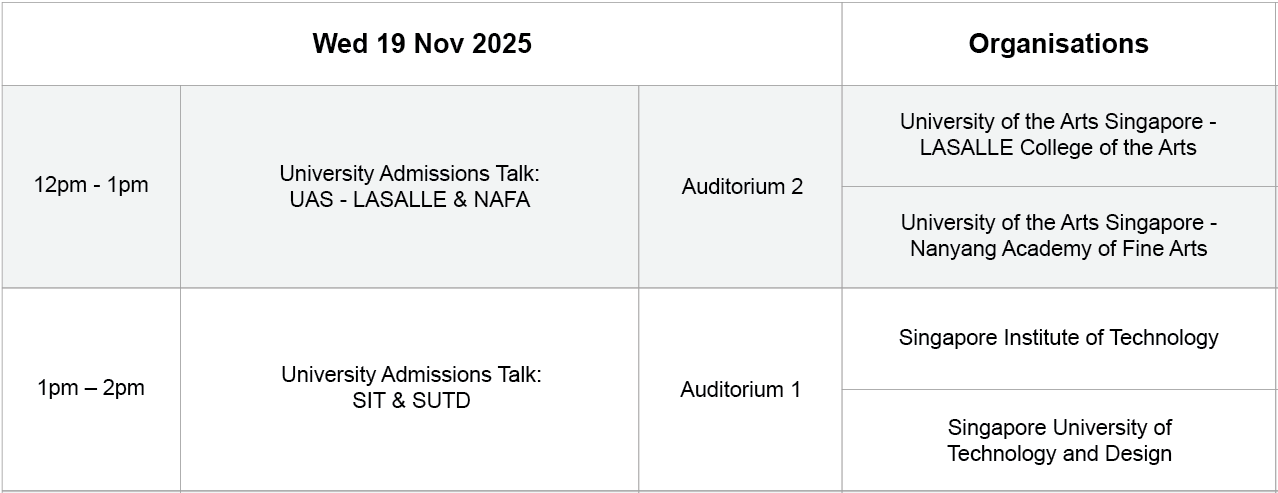 Wed 19 Nov 2025
Organisations
12pm - 1pm
University Admissions Talk:
UAS - LASALLE & NAFA
Auditorium 2
University of the Arts Singapore -
LASALLE College of the Arts
University of the Arts Singapore -
Nanyang Academy of Fine Arts
1pm – 2pm
University Admissions Talk:
SIT & SUTD
Auditorium 1
Singapore Institute of Technology
Singapore University of
Technology and Design